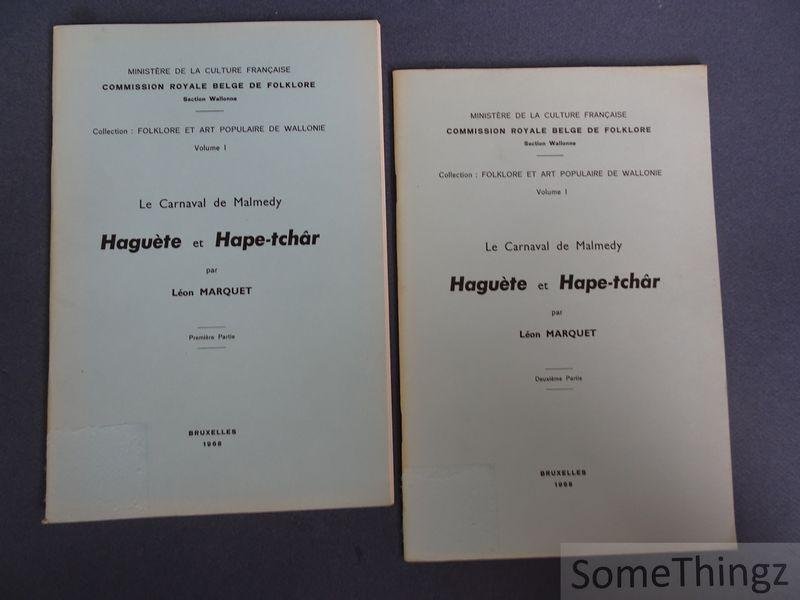 MINISTÈRE DE LA CULTURE FRANÇAISE
COMMISSION ROYALE BELGE DE FOLKLORE
Section Wallonne
Collection : FOLKLORE ET ART POPULAIRE DE WALLONIE
Volume I
Le Carnaval de Malmedy
Haguète et Hape-tchâr
par
Léon MARQUET
Première Partie
BRUXELLES
1968
MINISTÈRE DE LA CULTURE FRANÇAISE
COMMISSION ROYALE BELGE DE FOLKLORE
Section Wallonne
Collection : FOLKLORE ET ART POPULAIRE DE WALLONIE
Volume I
Le Carnaval de Malmedy
Haguète et Hape-tchâr
par
Léon MARQUET
Deuxième Partie
BRUXELLES
1968
SomeThingz